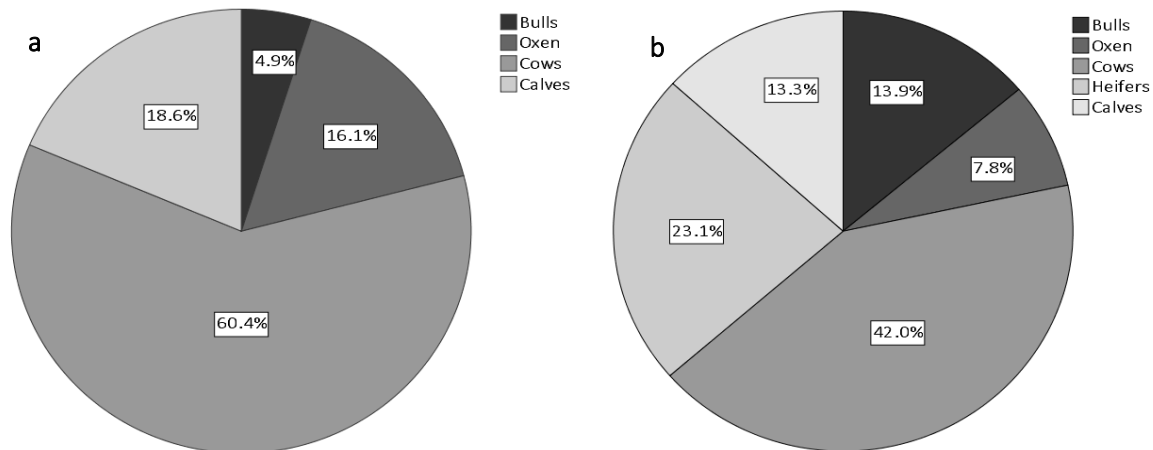 a
Bulls
Oxen
Cows
Calves
4.9%
16.1%
60.4%
18.6%
b
Bulls
Oxen
Cows
Heifers
Calves
13.9%
7.8%
42.0%
23.1%
13.3%